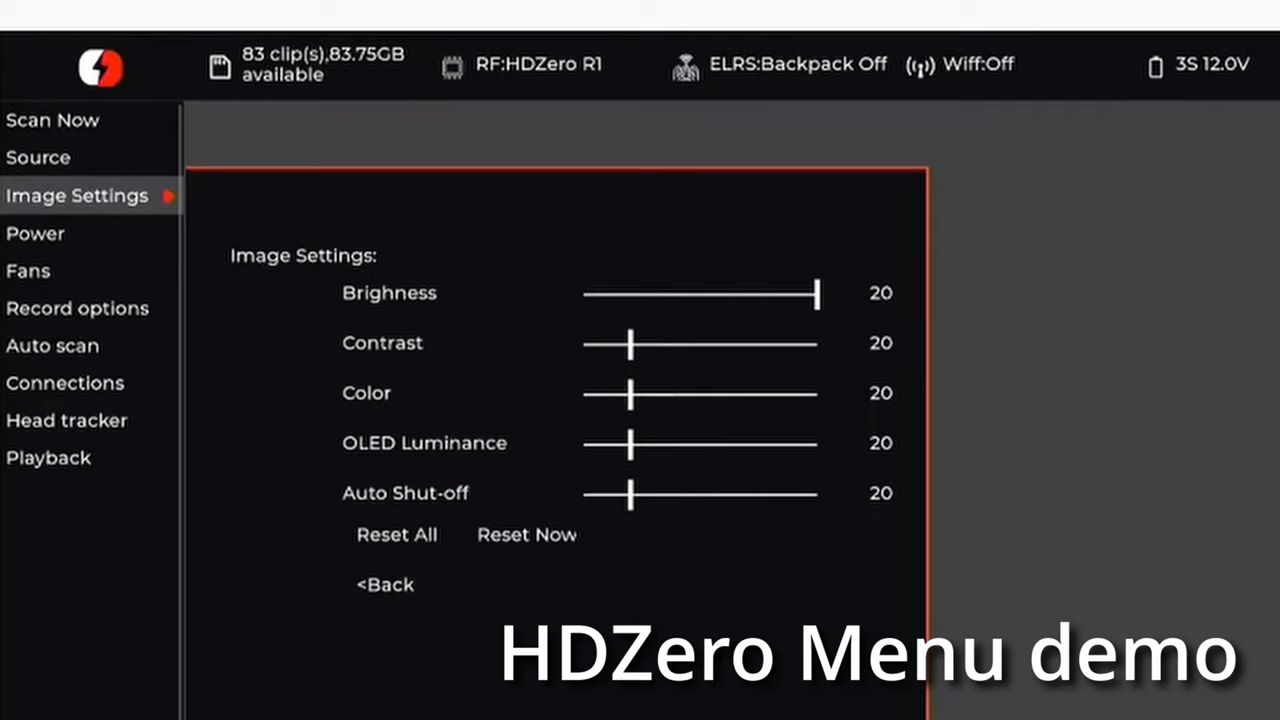 83 clip(s),83.75GB
available
RF:HDZero R1
ELRS:Backpack Off
Wiff:Off
3S 12.0V
Scan Now
Source
Image Settings
Power
Fans
Record options
Auto scan
Connections
Head tracker
Playback
Image Settings:
Brighness 20
Contrast 20
Color 20
OLED Luminance 20
Auto Shut-off 20
Reset All Reset Now
<Back
HDZero Menu demo